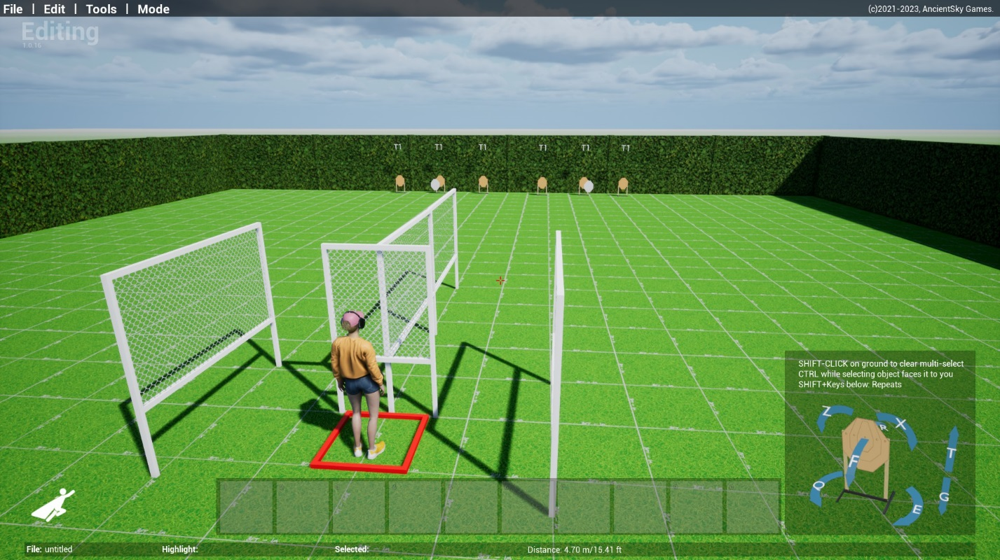 File | Edit | Tools | Mode
(c)2021-2023, AncientSky Games.
Editing
1.0.16
T1 T1 T1 T1 T1 T1
SHIFT-CLICK on ground to clear multi-select
CTRL while selecting object faces it to you
SHIFT+Keys below: Repeats
Z R X
F T
Q E G
File: untitled Highlight: Selected: Distance: 4.70 m/15.41 ft